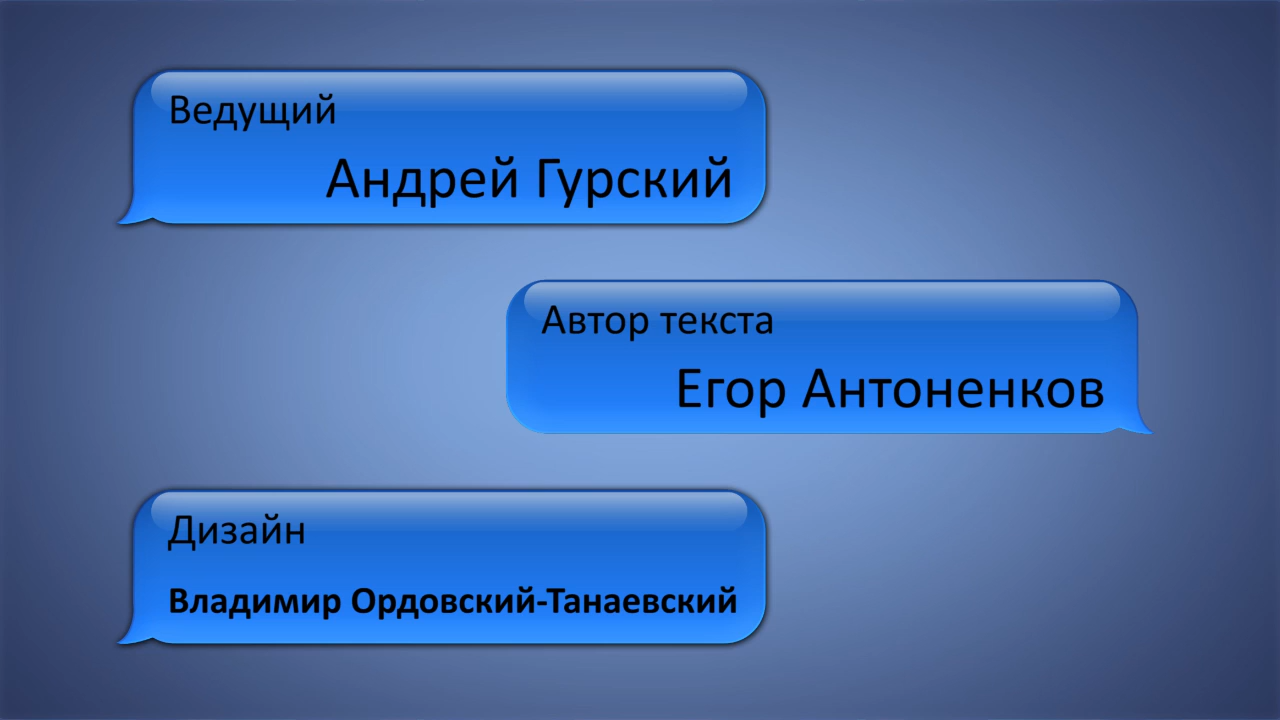 Ведущий
Андрей Гурский
Автор текста
Егор Антоненков
Дизайн
Владимир Ордовский-Танаевский